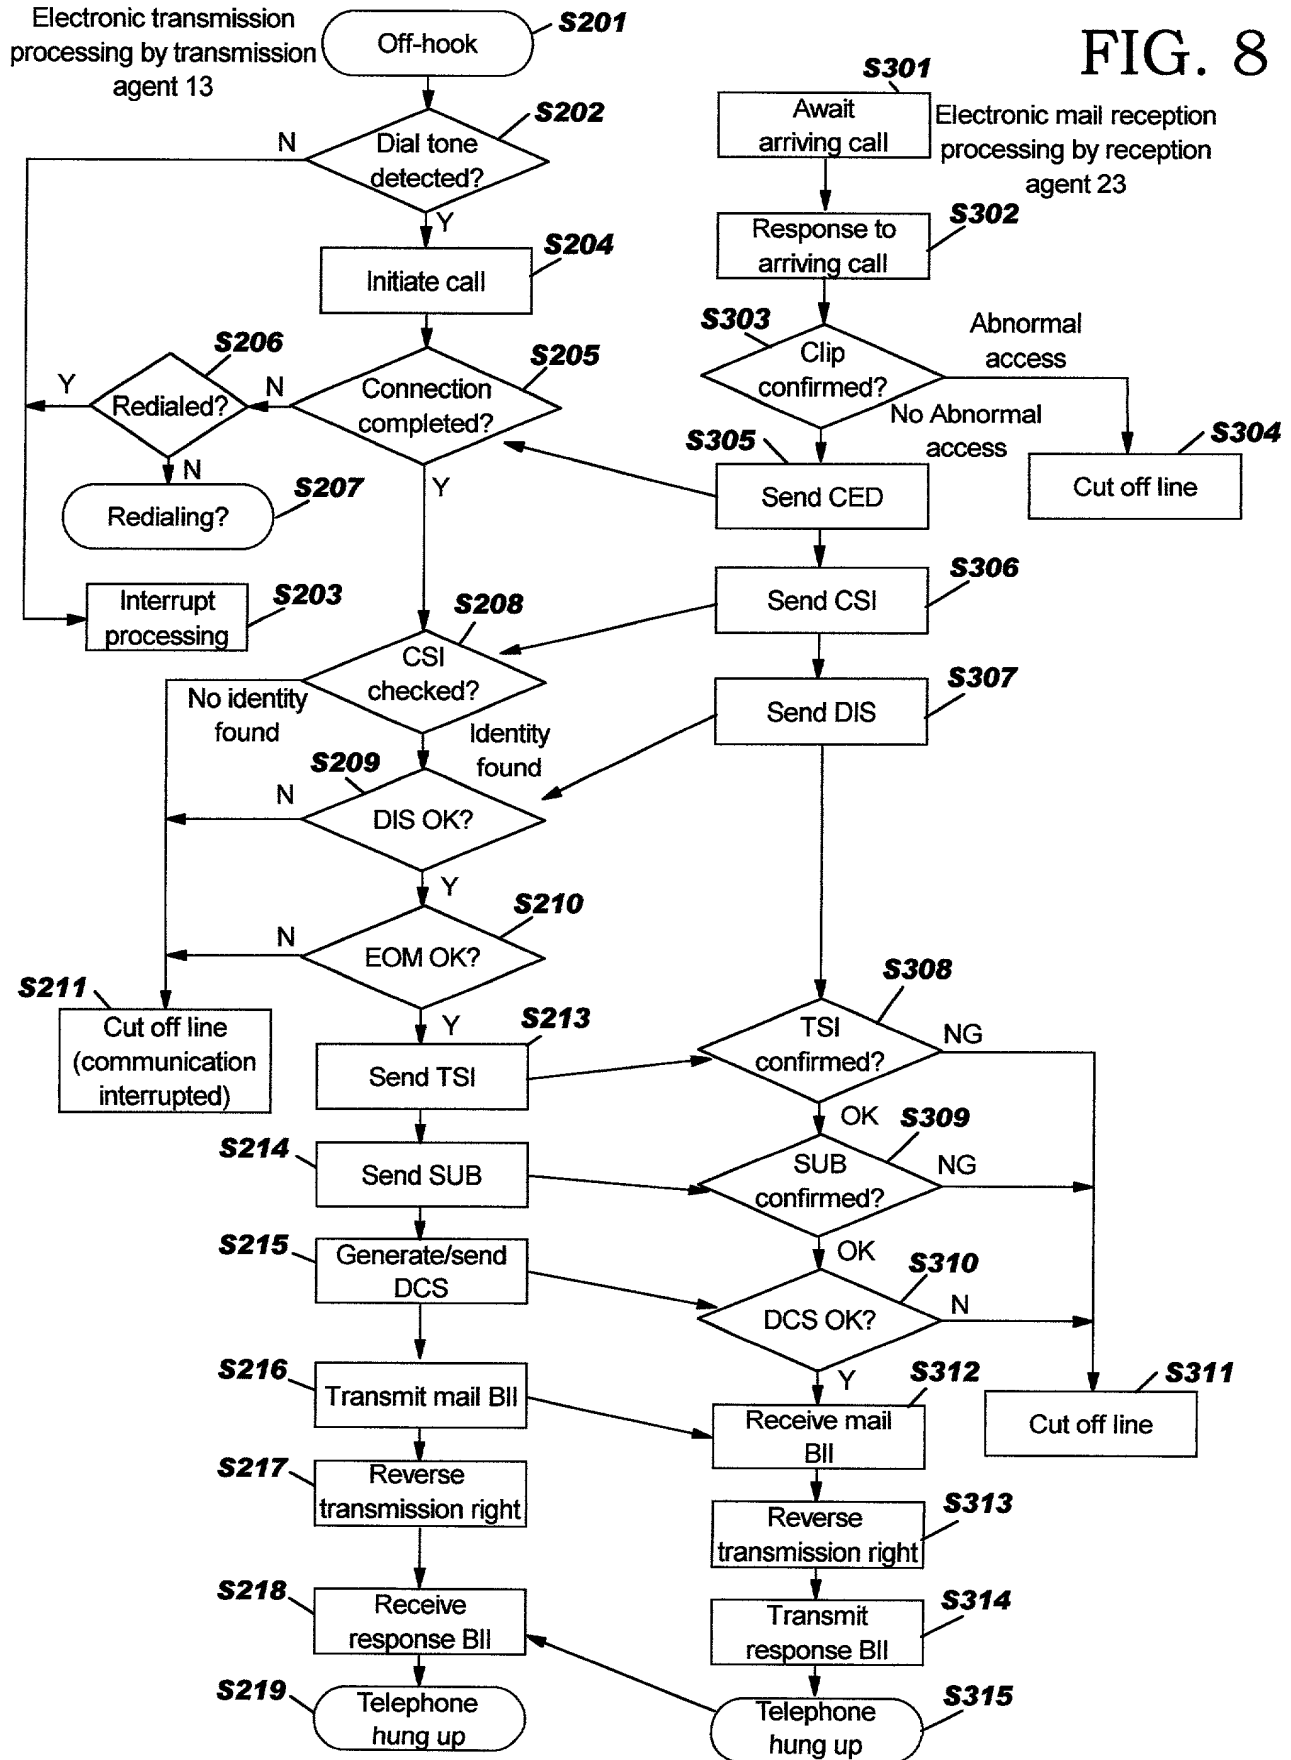 FIG. 8
Electronic transmission
processing by transmission
agent 13
Off-hook
S201
Dial tone
detected?
S202
N
Y
Initiate call
S204
Connection
completed?
S205
N
Y
Redialed?
S206
Y
N
Redialing?
S207
Interrupt
processing
S203
CSI
checked?
S208
No identity
found
Identity
found
S209
DIS OK?
N
Y
EOM OK?
S210
N
Y
S211
Cut off line
(communication
interrupted)
Send TSI
S213
S214
Send SUB
S215
Generate/send
DCS
S216
Transmit mail BII
S217
Reverse
transmission right
S218
Receive
response BII
S219
Telephone
hung up
S301
Await
arriving call
Electronic mail reception
processing by reception
agent 23
Response to
arriving call
S302
S303
Clip
confirmed?
Abnormal
access
No Abnormal
access
S304
Cut off line
S305
Send CED
S306
Send CSI
S307
Send DIS
S308
TSI
confirmed?
NG
OK
S309
SUB
confirmed?
NG
OK
S310
DCS OK?
N
Y
S311
Cut off line
S312
Receive mail
BII
S313
Reverse
transmission right
S314
Transmit
response BII
S315
Telephone
hung up